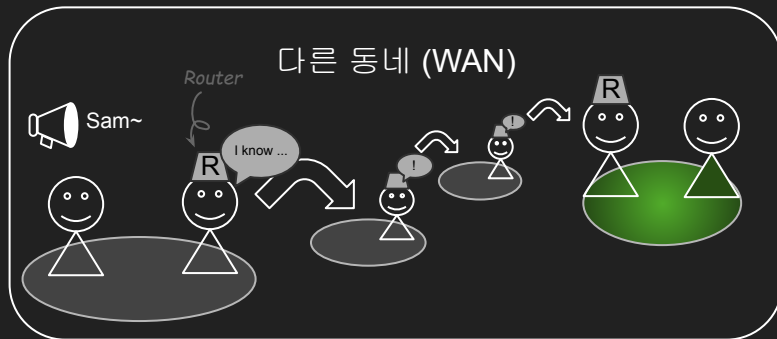 다른 동네 (WAN)
Router
Sam~
R
I know ...
!
!
R